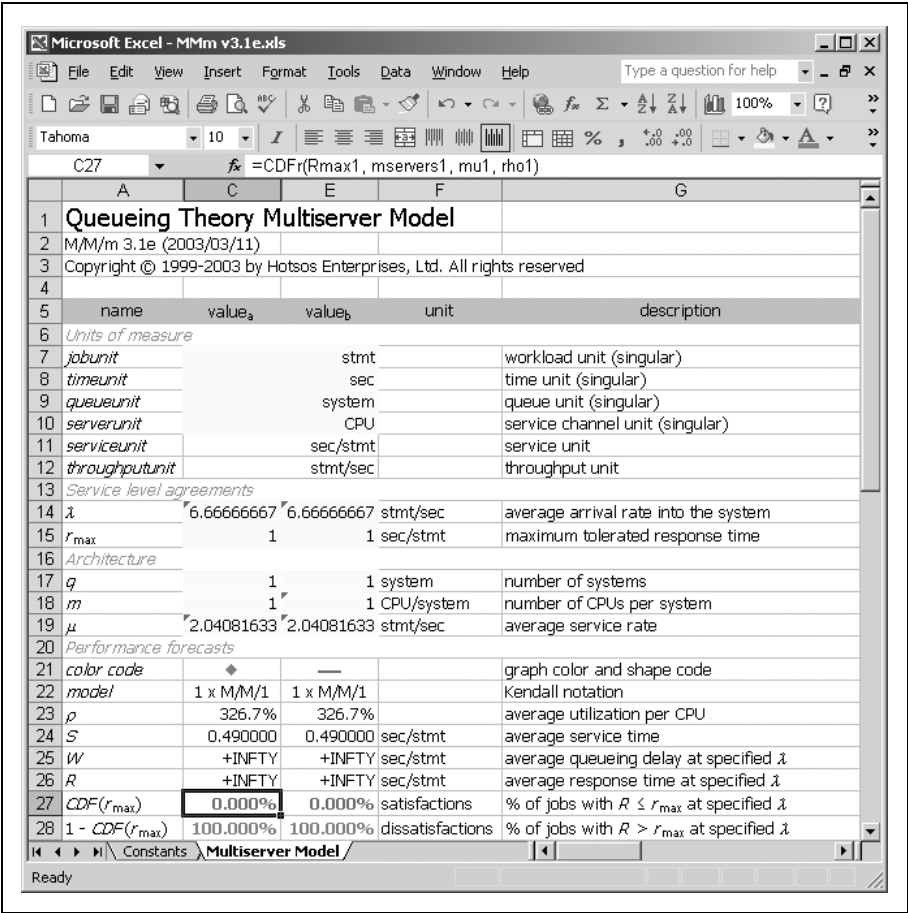 Microsoft Excel - MMm v3.1e.xls
File Edit View Insert Format Tools Data Window Help Type a question for help
100%
Tahoma 10 I % ,
C27 fx =CDFr(Rmax1, mservers1, mu1, rho1)
A C E F G
1 Queueing Theory Multiserver Model
2 M/M/m 3.1e (2003/03/11)
3 Copyright © 1999-2003 by Hotsos Enterprises, Ltd. All rights reserved
4
5 name valueₐ value_b unit description
6 Units of measure
7 jobunit stmt workload unit (singular)
8 timeunit sec time unit (singular)
9 queueunit system queue unit (singular)
10 serverunit CPU service channel unit (singular)
11 serviceunit sec/stmt service unit
12 throughputunit stmt/sec throughput unit
13 Service level agreements
14 λ 6.66666667 6.66666667 stmt/sec average arrival rate into the system
15 r_max 1 1 sec/stmt maximum tolerated response time
16 Architecture
17 q 1 1 system number of systems
18 m 1 1 CPU/system number of CPUs per system
19 μ 2.04081633 2.04081633 stmt/sec average service rate
20 Performance forecasts
21 color code ◆ — graph color and shape code
22 model 1 x M/M/1 1 x M/M/1 Kendall notation
23 ρ 326.7% 326.7% average utilization per CPU
24 S 0.490000 0.490000 sec/stmt average service time
25 W +INFTY +INFTY sec/stmt average queueing delay at specified λ
26 R +INFTY +INFTY sec/stmt average response time at specified λ
27 CDF(r_max) 0.000% 0.000% satisfactions % of jobs with R ≤ r_max at specified λ
28 1 - CDF(r_max) 100.000% 100.000% dissatisfactions % of jobs with R > r_max at specified λ
Constants Multiserver Model
Ready